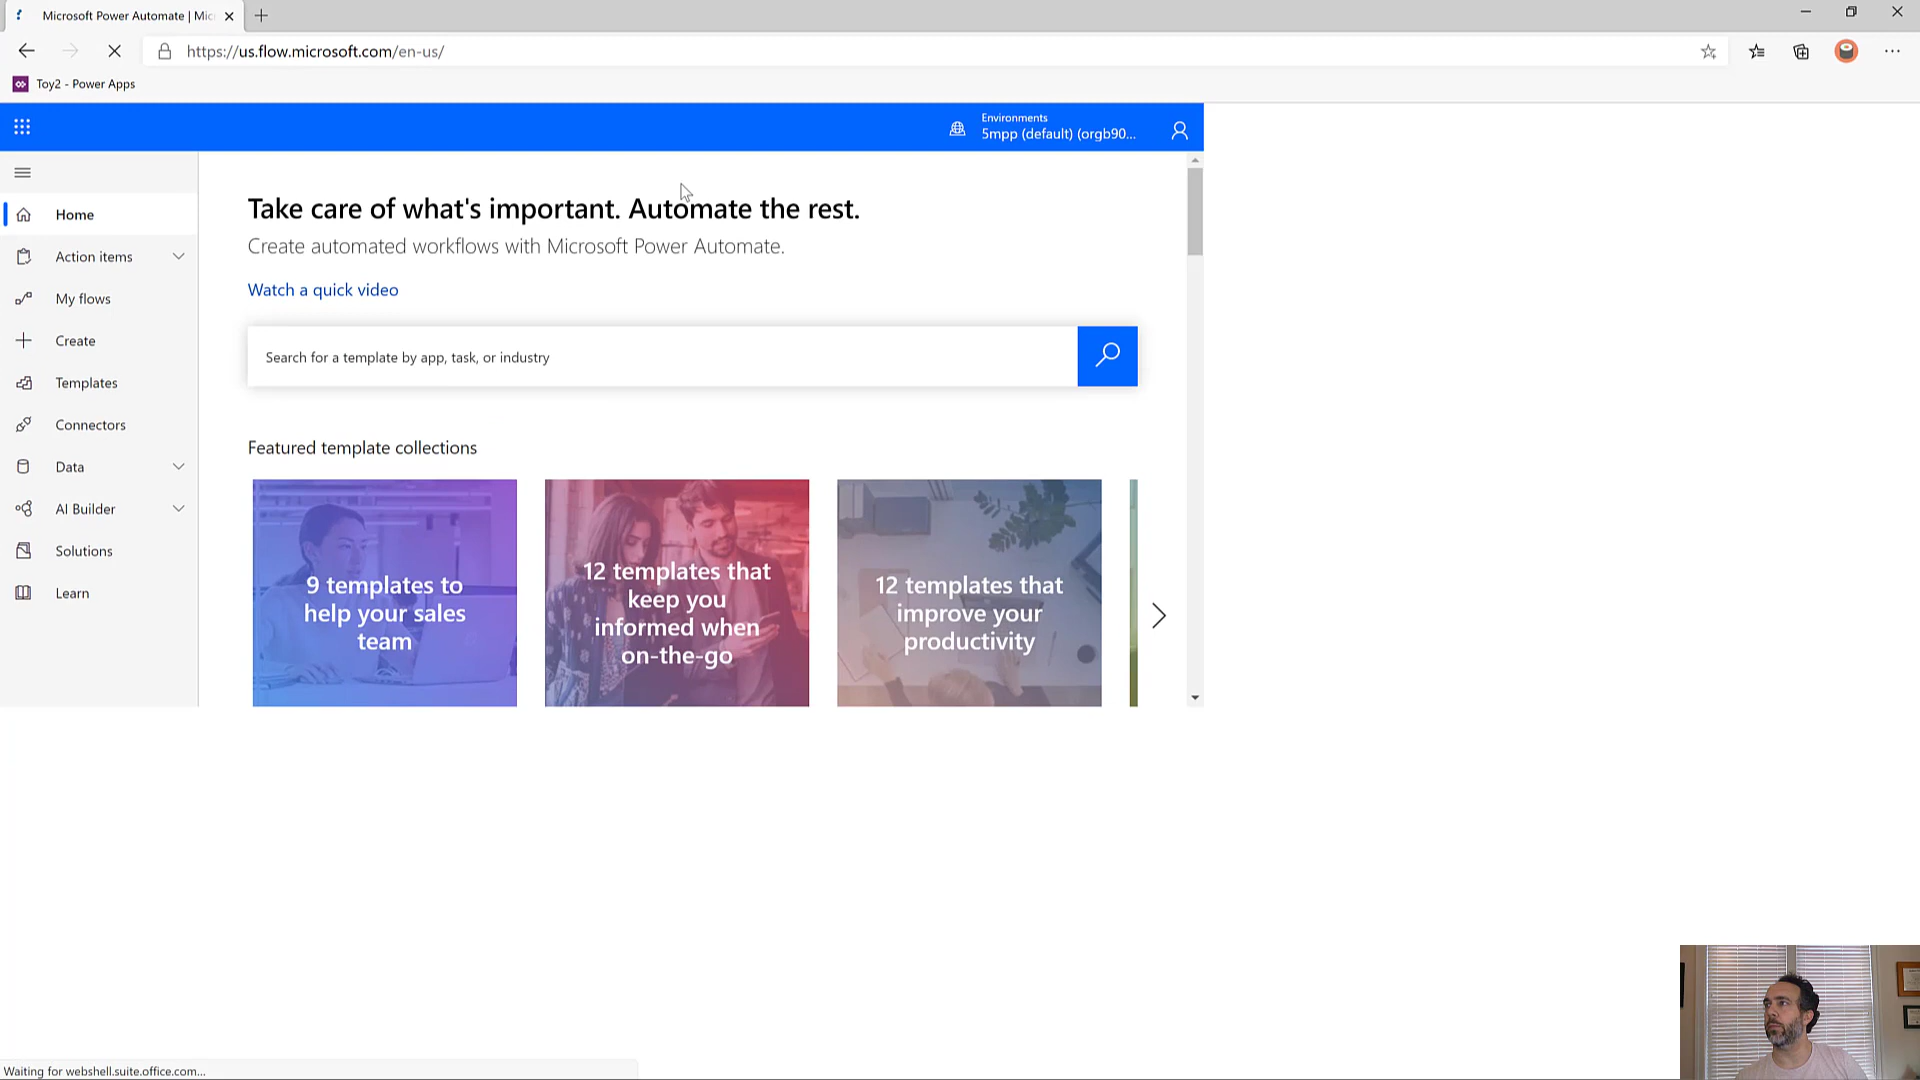 Microsoft Power Automate | Mic
https://us.flow.microsoft.com/en-us/
Toy2 - Power Apps
Environments
5mpp (default) (orgb90...
Home
Action items
My flows
Create
Templates
Connectors
Data
AI Builder
Solutions
Learn
Take care of what's important. Automate the rest.
Create automated workflows with Microsoft Power Automate.
Watch a quick video
Search for a template by app, task, or industry
Featured template collections
9 templates to
help your sales
team
12 templates that
keep you
informed when
on-the-go
12 templates that
improve your
productivity
Waiting for webshell.suite.office.com...